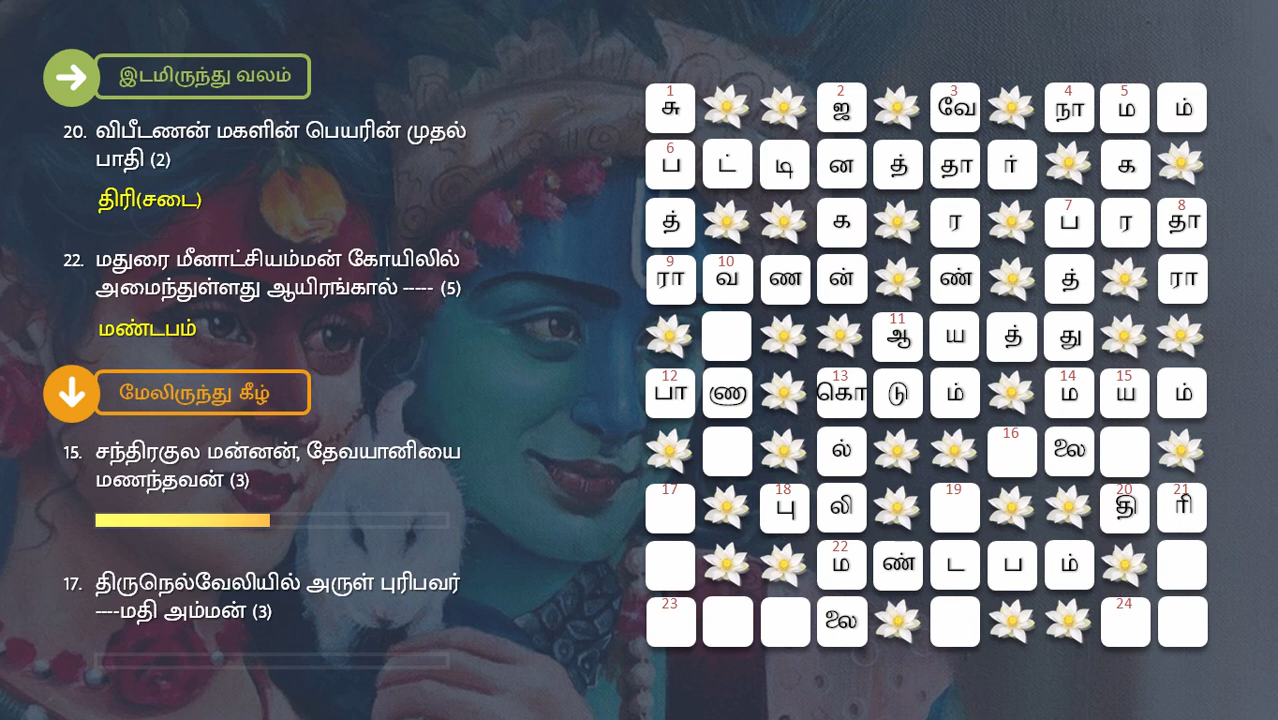 இடமிருந்து வலம்
20. விபீடணன் மகளின் பெயரின் முதல்
பாதி (2)
திரி(சடை)
22. மதுரை மீனாட்சியம்மன் கோயிலில்
அமைந்துள்ளது ஆயிரங்கால் ----- (5)
மண்டபம்
மேலிருந்து கீழ்
15. சந்திரகுல மன்னன், தேவயானியை
மணந்தவன் (3)
17. திருநெல்வேலியில் அருள் புரிபவர்
----மதி அம்மன் (3)
1 2 3 4 5
சு ஜ வே நா ம ம்
6
ப ட் டி ன த் தா ர் க
7 8
த் க ர ப ர தா
9 10
ரா வ ண ன் ண் த் ரா
11
ஆ ய த் து
12 13 14 15
பா ண கொ டு ம் ம ய ம்
16
ல் லை
17 18 19 20 21
பு லி தி ரி
22
ம ண் ட ப ம்
23 24
லை